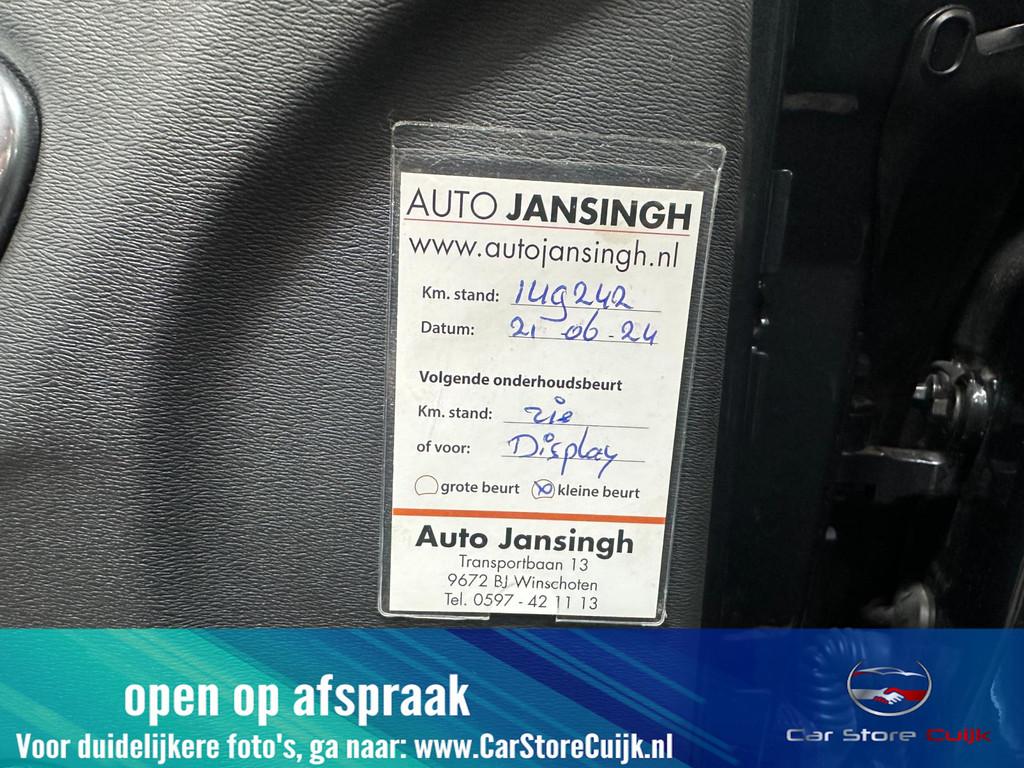 AUTO JANSINGH
www.autojansingh.nl
Km. stand: 149242
Datum: 21-06-24
Volgende onderhoudsbeurt
Km. stand: zie
of voor: Display
grote beurt kleine beurt
Auto Jansingh
Transportbaan 13
9672 BJ Winschoten
Tel. 0597 - 42 11 13
open op afspraak
Voor duidelijkere foto's, ga naar: www.CarStoreCuijk.nl
Car Store Cuijk